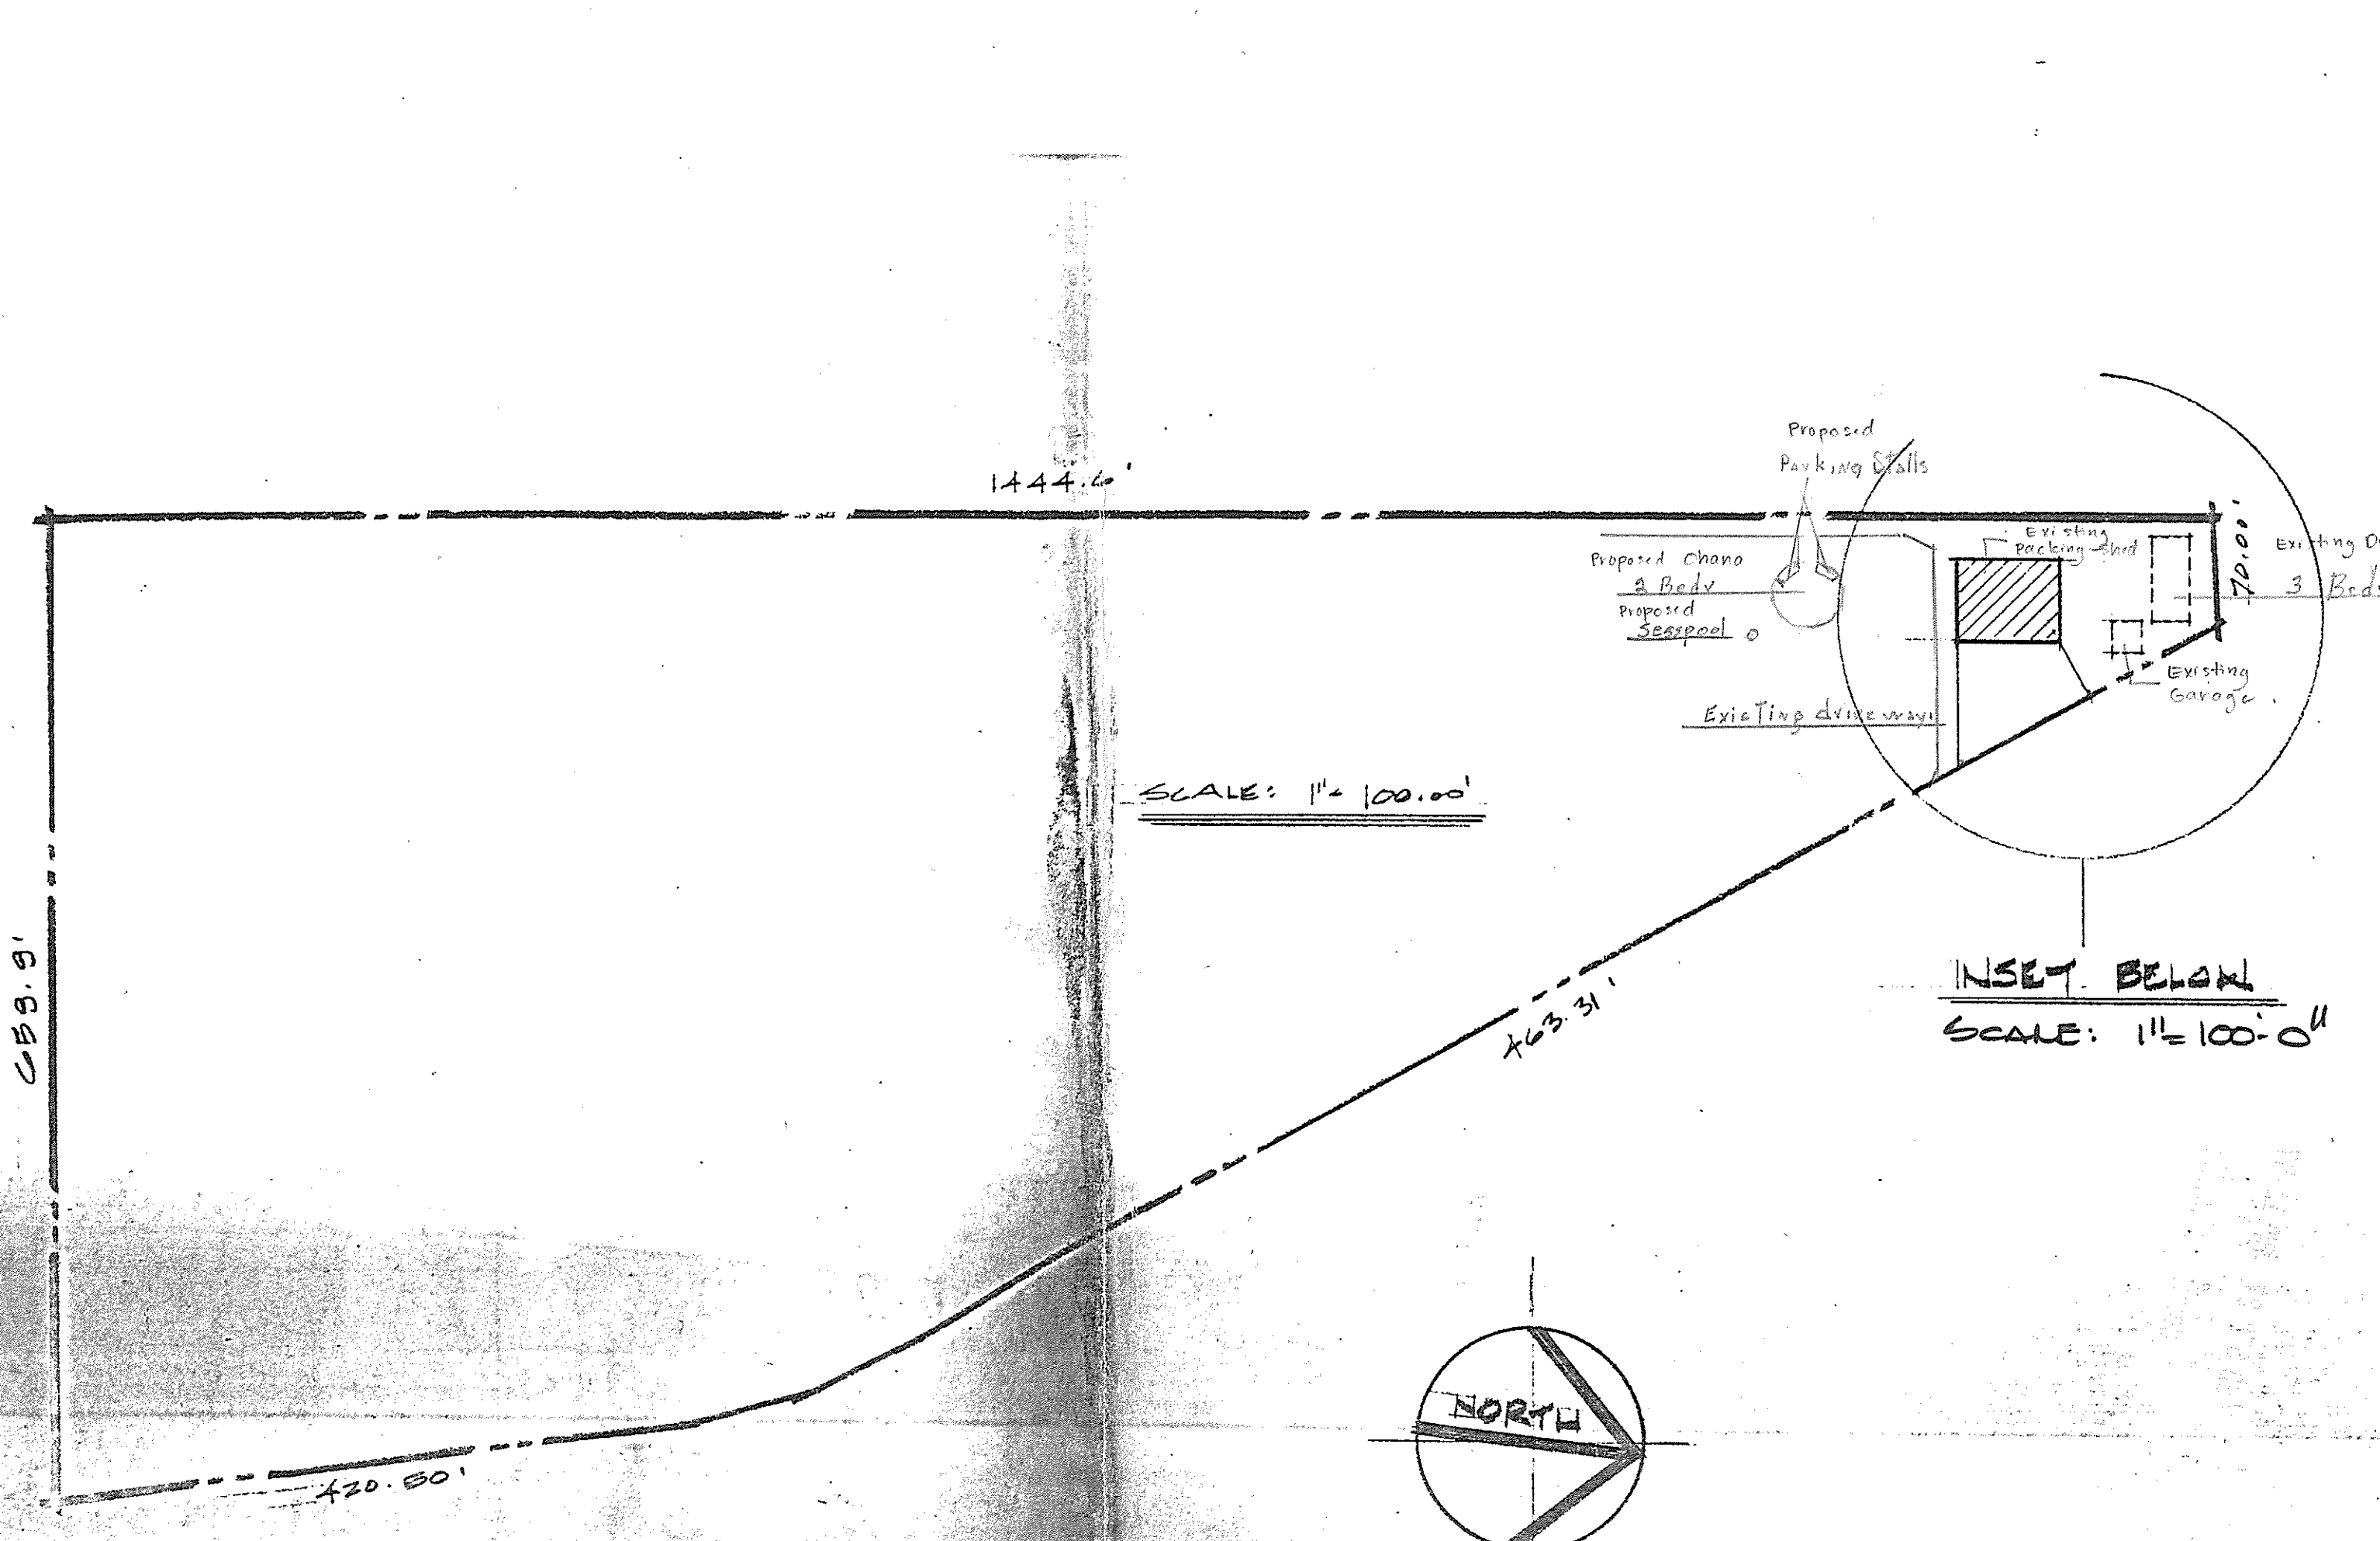 1444.6'
Proposed
Parking Stalls
Existing
packing shed
70.00'
Existing
3
Proposed Ohana
2 Bedr
Proposed
Sesspool
Existing
Garage
Existing driveway
SCALE: 1"= 100.00'
659.9'
463.31'
INSET BELOW
SCALE: 1"=100'-0"
NORTH
420.50'